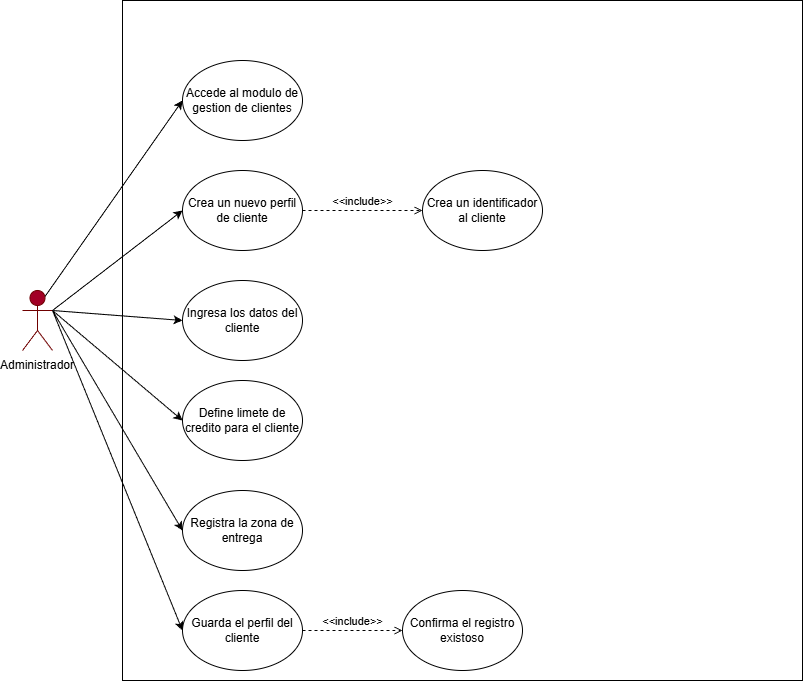 Accede al modulo de
gestion de clientes
Crea un nuevo perfil
de cliente
<<include>>
Crea un identificador
al cliente
Ingresa los datos del
cliente
Administrador
Define limete de
credito para el cliente
Registra la zona de
entrega
Guarda el perfil del
cliente
<<include>>
Confirma el registro
existoso